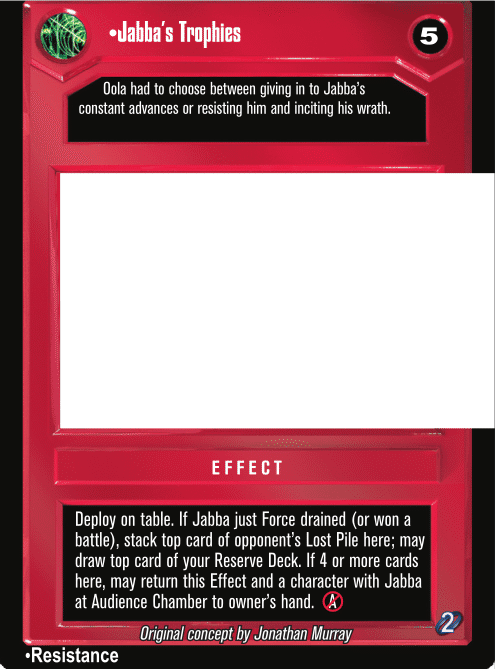 •Jabba's Trophies
5
Oola had to choose between giving in to Jabba's
constant advances or resisting him and inciting his wrath.
EFFECT
Deploy on table. If Jabba just Force drained (or won a
battle), stack top card of opponent's Lost Pile here; may
draw top card of your Reserve Deck. If 4 or more cards
here, may return this Effect and a character with Jabba
at Audience Chamber to owner's hand. A
2
Original concept by Jonathan Murray
•Resistance